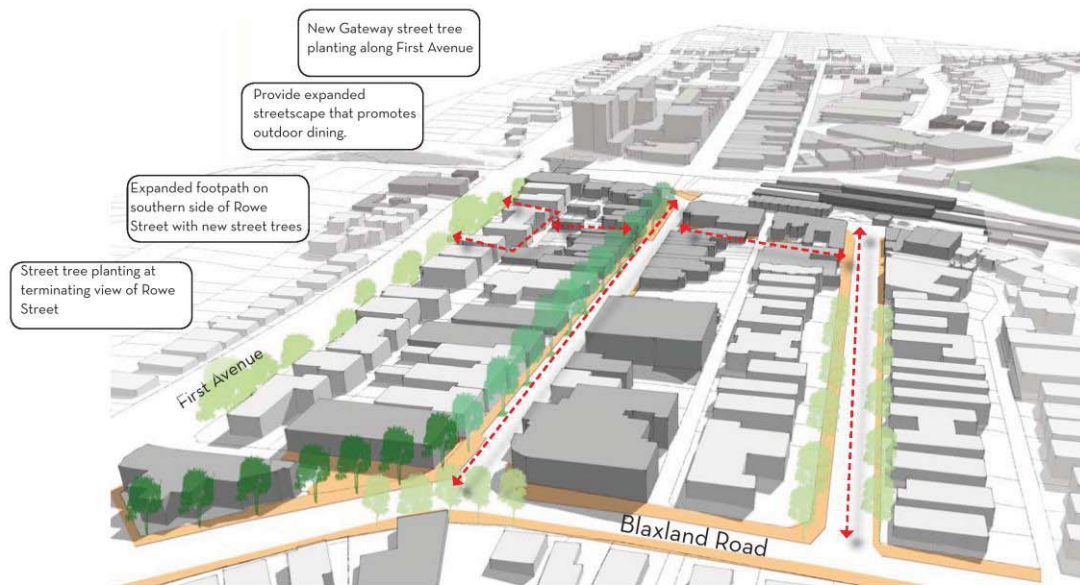 New Gateway street tree
planting along First Avenue
Provide expanded
streetscape that promotes
outdoor dining.
Expanded footpath on
southern side of Rowe
Street with new street trees
Street tree planting at
terminating view of Rowe
Street
First Avenue
Blaxland Road